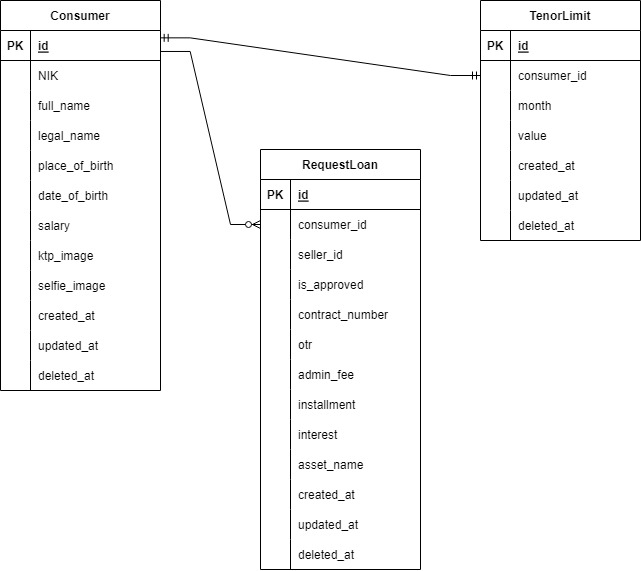 Consumer
PK id
NIK
full_name
legal_name
place_of_birth
date_of_birth
salary
ktp_image
selfie_image
created_at
updated_at
deleted_at
RequestLoan
PK id
consumer_id
seller_id
is_approved
contract_number
otr
admin_fee
installment
interest
asset_name
created_at
updated_at
deleted_at
TenorLimit
PK id
consumer_id
month
value
created_at
updated_at
deleted_at